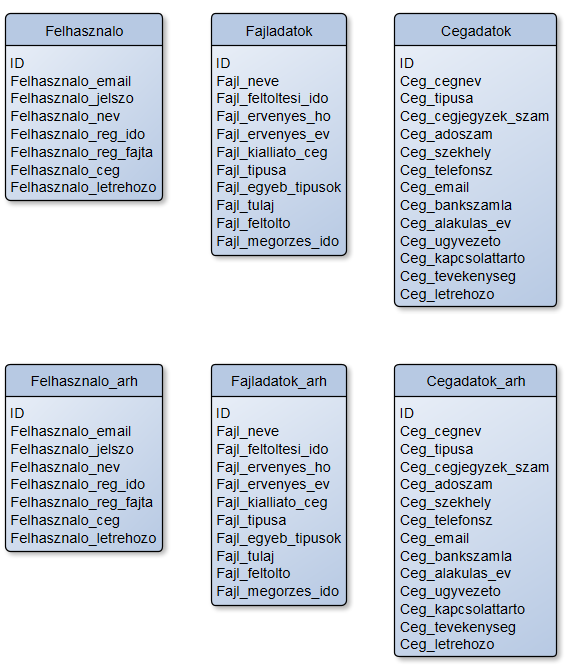 Felhasznalo
ID
Felhasznalo_email
Felhasznalo_jelszo
Felhasznalo_nev
Felhasznalo_reg_ido
Felhasznalo_reg_fajta
Felhasznalo_ceg
Felhasznalo_letrehozo
Fajladatok
ID
Fajl_neve
Fajl_feltoltesi_ido
Fajl_ervenyes_ho
Fajl_ervenyes_ev
Fajl_kialliato_ceg
Fajl_tipusa
Fajl_egyeb_tipusok
Fajl_tulaj
Fajl_feltolto
Fajl_megorzes_ido
Cegadatok
ID
Ceg_cegnev
Ceg_tipusa
Ceg_cegjegyzek_szam
Ceg_adoszam
Ceg_szekhely
Ceg_telefonsz
Ceg_email
Ceg_bankszamla
Ceg_alakulas_ev
Ceg_ugyvezeto
Ceg_kapcsolattarto
Ceg_tevekenyseg
Ceg_letrehozo
Felhasznalo_arh
ID
Felhasznalo_email
Felhasznalo_jelszo
Felhasznalo_nev
Felhasznalo_reg_ido
Felhasznalo_reg_fajta
Felhasznalo_ceg
Felhasznalo_letrehozo
Fajladatok_arh
ID
Fajl_neve
Fajl_feltoltesi_ido
Fajl_ervenyes_ho
Fajl_ervenyes_ev
Fajl_kialliato_ceg
Fajl_tipusa
Fajl_egyeb_tipusok
Fajl_tulaj
Fajl_feltolto
Fajl_megorzes_ido
Cegadatok_arh
ID
Ceg_cegnev
Ceg_tipusa
Ceg_cegjegyzek_szam
Ceg_adoszam
Ceg_szekhely
Ceg_telefonsz
Ceg_email
Ceg_bankszamla
Ceg_alakulas_ev
Ceg_ugyvezeto
Ceg_kapcsolattarto
Ceg_tevekenyseg
Ceg_letrehozo